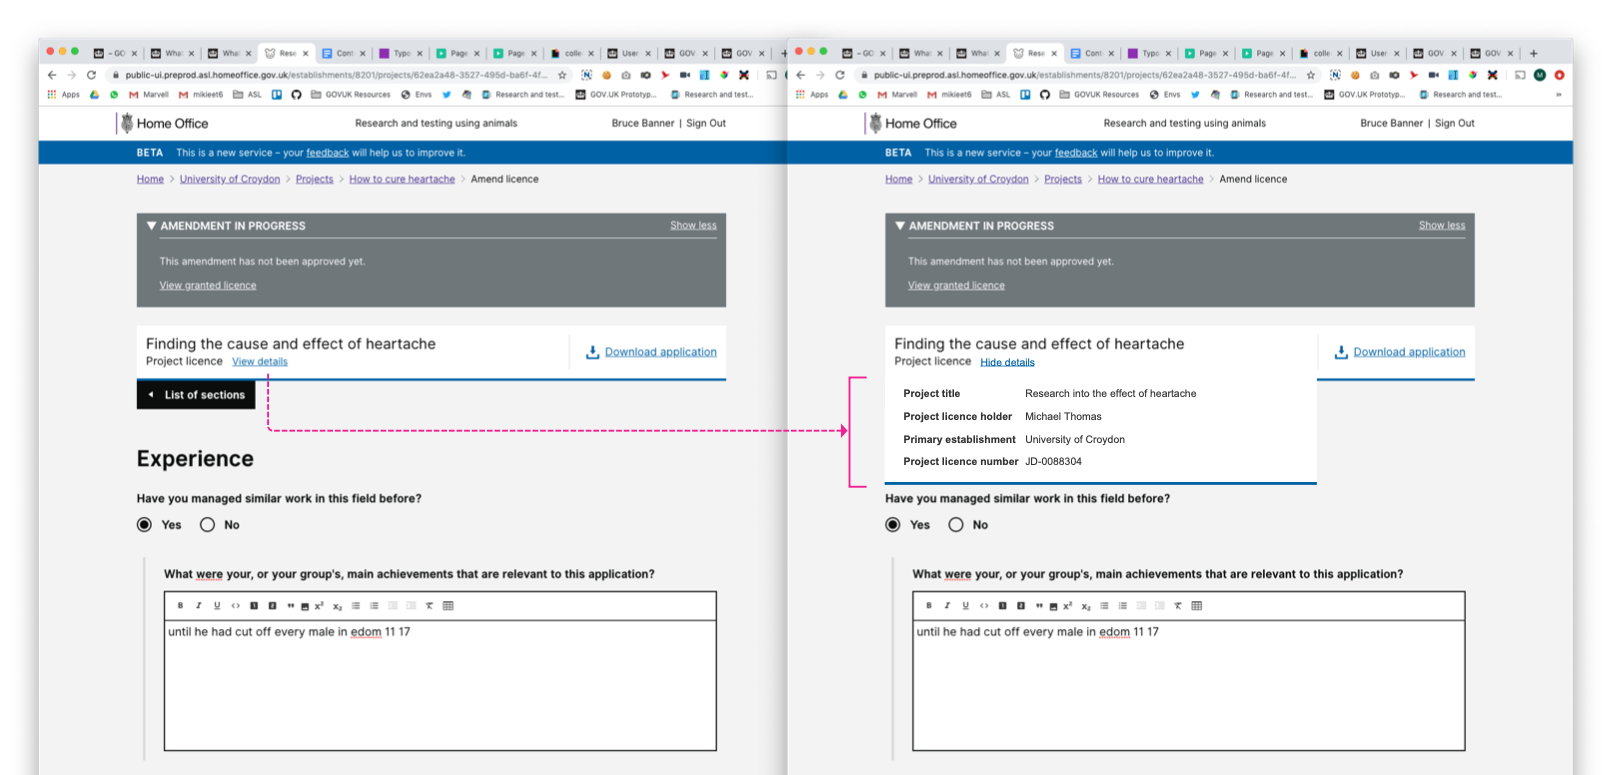 – GO
What
What
Rese
Cont
Typo
Page
Page
colle
User
GOV
GOV
public-ui.preprod.asl.homeoffice.gov.uk/establishments/8201/projects/62ea2a48-3527-495d-ba6f-4f...
Apps
Marvell
mikieet6
ASL
GOVUK Resources
Envs
Research and test...
GOV.UK Prototyp...
Research and test...
Home Office
Research and testing using animals
Bruce Banner | Sign Out
BETA This is a new service – your feedback will help us to improve it.
Home > University of Croydon > Projects > How to cure heartache > Amend licence
AMENDMENT IN PROGRESS
Show less
This amendment has not been approved yet.
View granted licence
Finding the cause and effect of heartache
Project licence View details
Download application
List of sections
Experience
Have you managed similar work in this field before?
Yes No
What were your, or your group's, main achievements that are relevant to this application?
until he had cut off every male in edom 11 17
– GO
What
What
Rese
Cont
Typo
Page
Page
colle
User
GOV
GOV
public-ui.preprod.asl.homeoffice.gov.uk/establishments/8201/projects/62ea2a48-3527-495d-ba6f-4f...
Apps
Marvell
mikieet6
ASL
GOVUK Resources
Envs
Research and test...
GOV.UK Prototyp...
Research and test...
Home Office
Research and testing using animals
Bruce Banner | Sign Out
BETA This is a new service – your feedback will help us to improve it.
Home > University of Croydon > Projects > How to cure heartache > Amend licence
AMENDMENT IN PROGRESS
Show less
This amendment has not been approved yet.
View granted licence
Finding the cause and effect of heartache
Project licence Hide details
Download application
Project title Research into the effect of heartache
Project licence holder Michael Thomas
Primary establishment University of Croydon
Project licence number JD-0088304
Have you managed similar work in this field before?
Yes No
What were your, or your group's, main achievements that are relevant to this application?
until he had cut off every male in edom 11 17